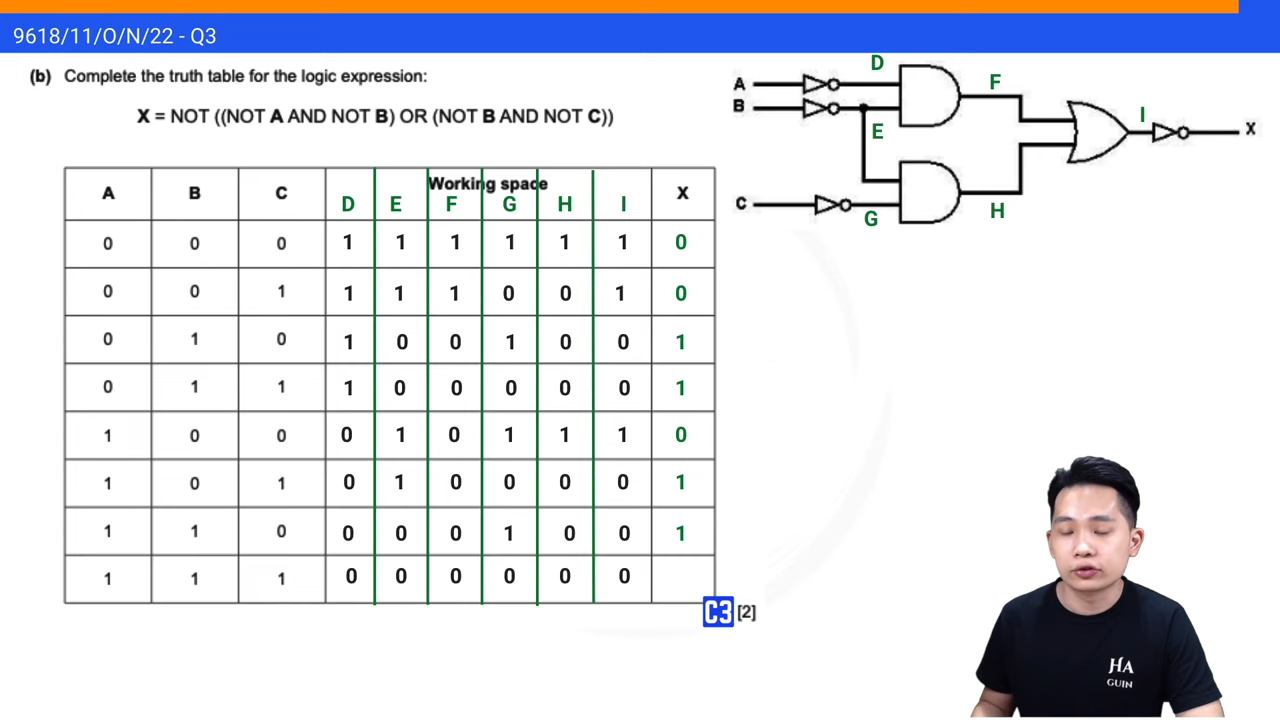 9618/11/O/N/22 - Q3
(b) Complete the truth table for the logic expression:
X = NOT ((NOT A AND NOT B) OR (NOT B AND NOT C))
A B C Working space X
D E F G H I
0 0 0 1 1 1 1 1 1 0
0 0 1 1 1 1 0 0 1 0
0 1 0 1 0 0 1 0 0 1
0 1 1 1 0 0 0 0 0 1
1 0 0 0 1 0 1 1 1 0
1 0 1 0 1 0 0 0 0 1
1 1 0 0 0 0 1 0 0 1
1 1 1 0 0 0 0 0 0
C3 [2]
A
B
C
D
E
G
F
H
I
X
HA
GUIN